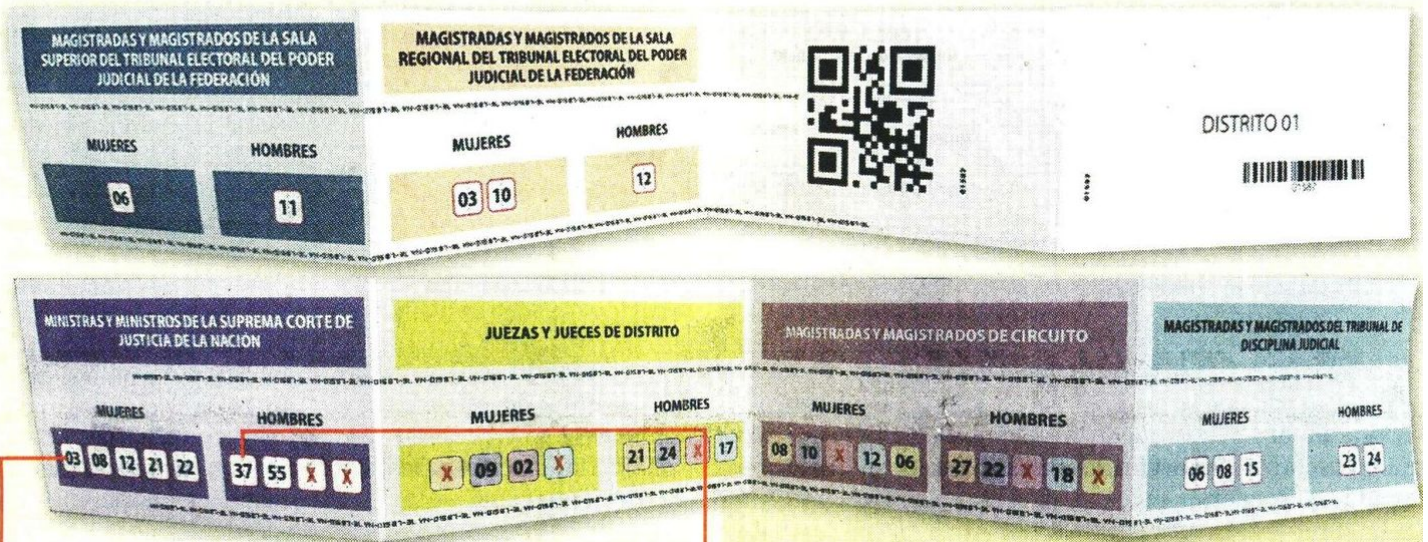 MAGISTRADAS Y MAGISTRADOS DE LA SALA
SUPERIOR DEL TRIBUNAL ELECTORAL DEL PODER
JUDICIAL DE LA FEDERACIÓN
MUJERES
HOMBRES
06
11
MAGISTRADAS Y MAGISTRADOS DE LA SALA
REGIONAL DEL TRIBUNAL ELECTORAL DEL PODER
JUDICIAL DE LA FEDERACIÓN
MUJERES
HOMBRES
03 10
12
01587
01587
DISTRITO 01
01587
MINISTRAS Y MINISTROS DE LA SUPREMA CORTE DE
JUSTICIA DE LA NACIÓN
MUJERES
HOMBRES
03 08 12 21 22
37 55 X X
JUEZAS Y JUECES DE DISTRITO
MUJERES
HOMBRES
X 09 02 X
21 24 X 17
MAGISTRADAS Y MAGISTRADOS DE CIRCUITO
MUJERES
HOMBRES
08 10 X 12 06
27 22 X 18 X
MAGISTRADAS Y MAGISTRADOS DEL TRIBUNAL DE
DISCIPLINA JUDICIAL
MUJERES
HOMBRES
06 08 15
23 24